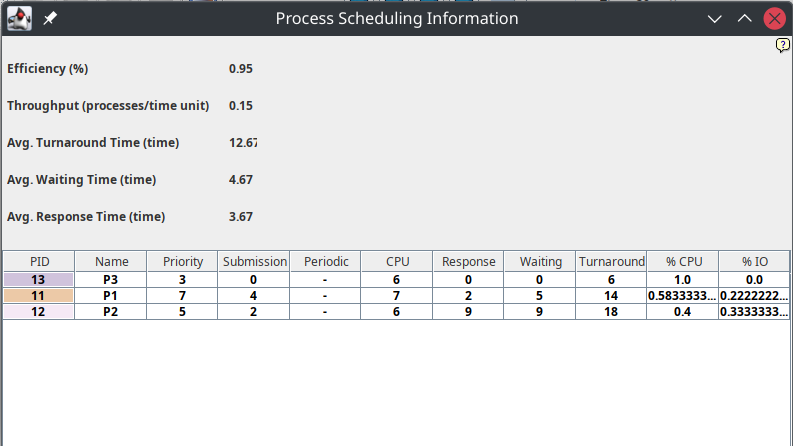 Process Scheduling Information
Efficiency (%) 0.95
Throughput (processes/time unit) 0.15
Avg. Turnaround Time (time) 12.67
Avg. Waiting Time (time) 4.67
Avg. Response Time (time) 3.67
PID Name Priority Submission Periodic CPU Response Waiting Turnaround % CPU % IO
13 P3 3 0 - 6 0 0 6 1.0 0.0
11 P1 7 4 - 7 2 5 14 0.5833333... 0.2222222...
12 P2 5 2 - 6 9 9 18 0.4 0.3333333...